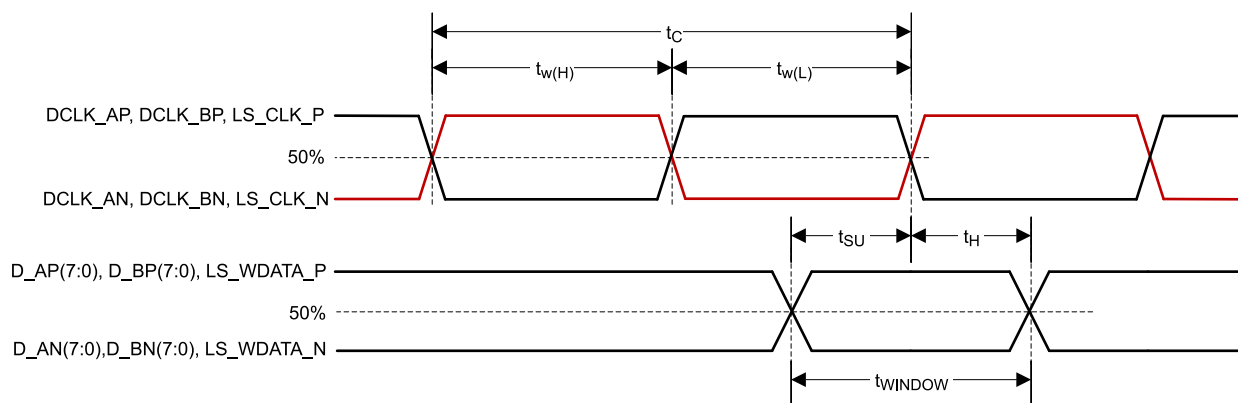 tC
tw(H)
tw(L)
DCLK_AP, DCLK_BP, LS_CLK_P
50%
DCLK_AN, DCLK_BN, LS_CLK_N
tSU
tH
D_AP(7:0), D_BP(7:0), LS_WDATA_P
50%
D_AN(7:0),D_BN(7:0), LS_WDATA_N
tWINDOW